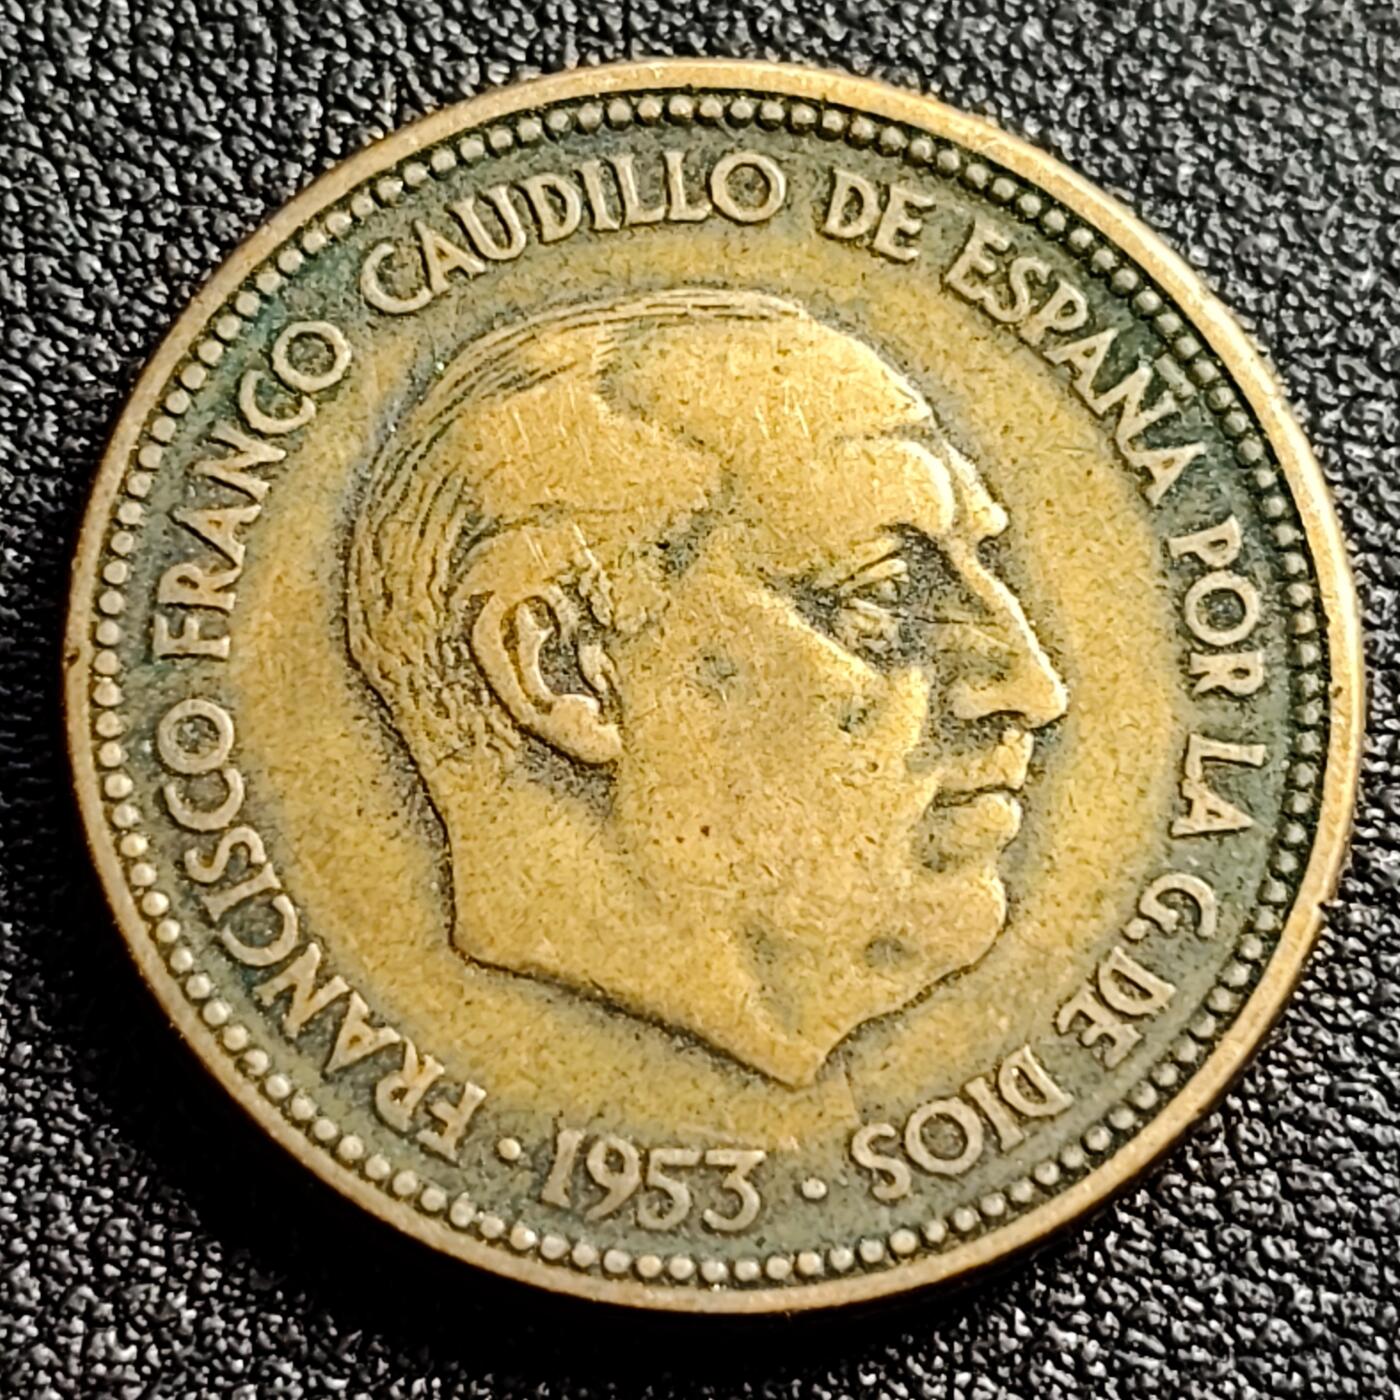 FRANCISCO FRANCO CAUDILLO DE ESPAÑA POR LA G. DE DIOS
· 1953 ·